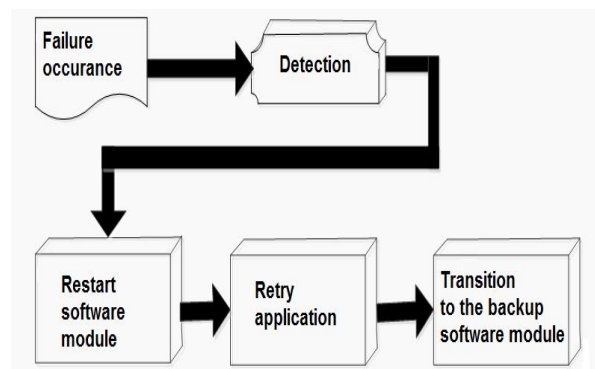 Failure
occurance
Detection
Restart
software
module
Retry
application
Transition
to the backup
software module